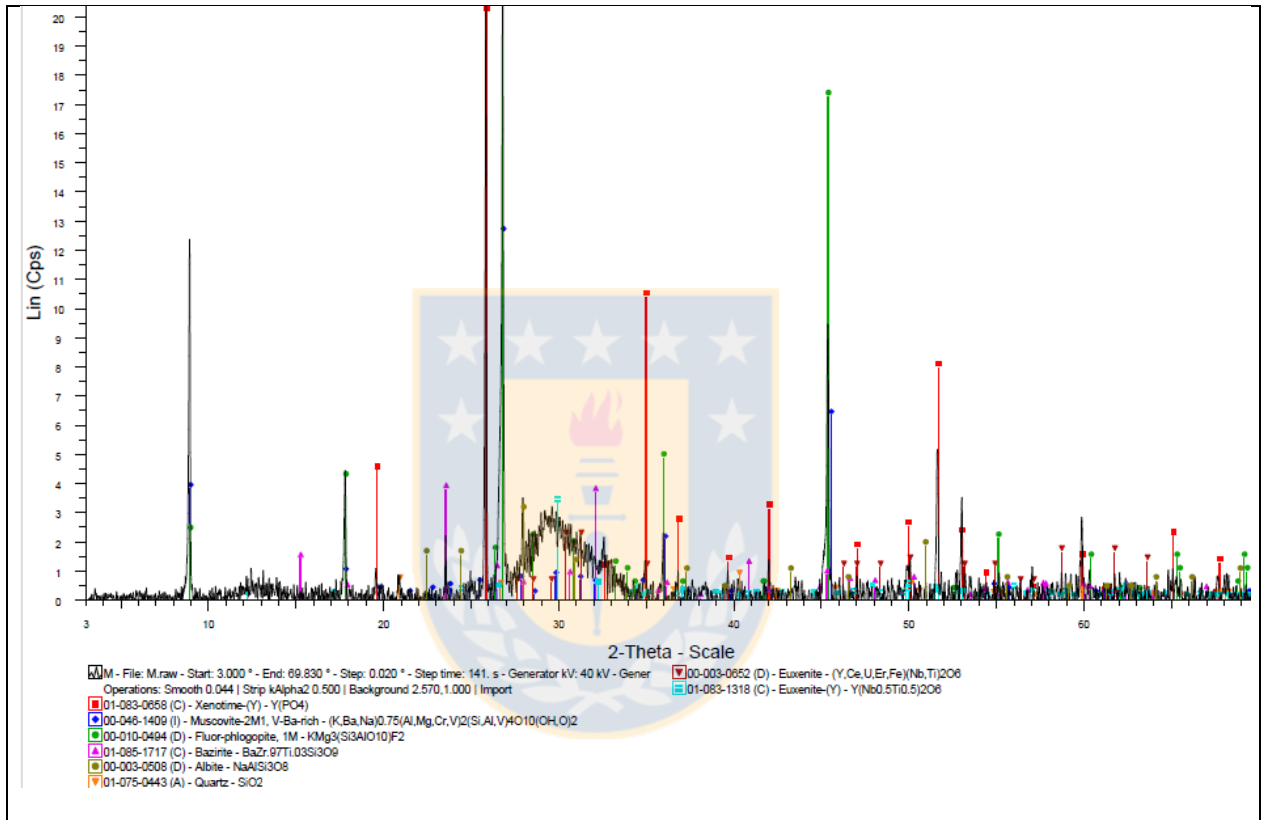 20
19
18
17
16
15
14
13
12
11
10
9
8
7
6
5
4
3
2
1
0
Lin (Cps)
3 10 20 30 40 50 60
2-Theta - Scale
M - File: M.raw - Start: 3.000 ° - End: 69.830 ° - Step: 0.020 ° - Step time: 141. s - Generator kV: 40 kV - Gener
Operations: Smooth 0.044 | Strip kAlpha2 0.500 | Background 2.570,1.000 | Import
01-083-0658 (C) - Xenotime-(Y) - Y(PO4)
00-046-1409 (I) - Muscovite-2M1, V-Ba-rich - (K,Ba,Na)0.75(Al,Mg,Cr,V)2(Si,Al,V)4O10(OH,O)2
00-010-0494 (D) - Fluor-phlogopite, 1M - KMg3(Si3AlO10)F2
01-085-1717 (C) - Bazirite - BaZr.97Ti.03Si3O9
00-003-0508 (D) - Albite - NaAlSi3O8
01-075-0443 (A) - Quartz - SiO2
00-003-0652 (D) - Euxenite - (Y,Ce,U,Er,Fe)(Nb,Ti)2O6
01-083-1318 (C) - Euxenite-(Y) - Y(Nb0.5Ti0.5)2O6